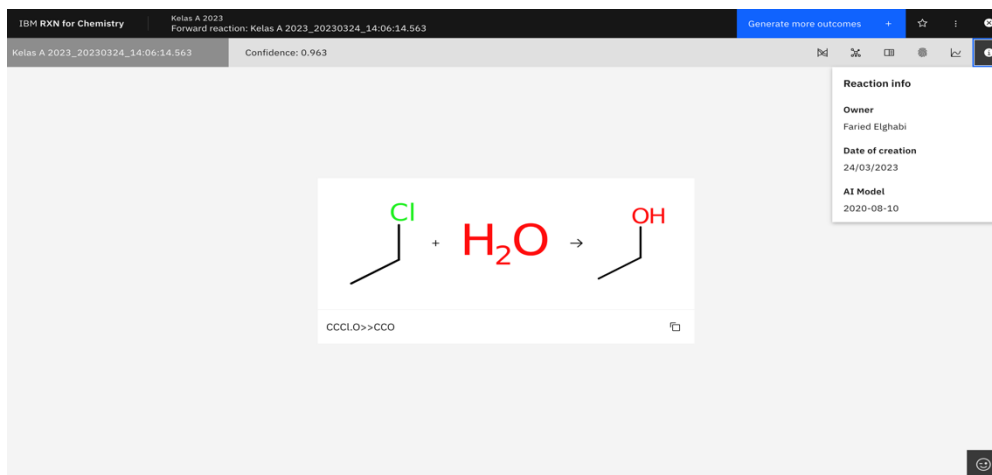 IBM RXN for Chemistry
Kelas A 2023
Forward reaction: Kelas A 2023_20230324_14:06:14.563
Generate more outcomes +
Kelas A 2023_20230324_14:06:14.563
Confidence: 0.963
Reaction info
Owner
Faried Elghabi
Date of creation
24/03/2023
AI Model
2020-08-10
Cl
+
H₂O
→
OH
CCCl.O>>CCO